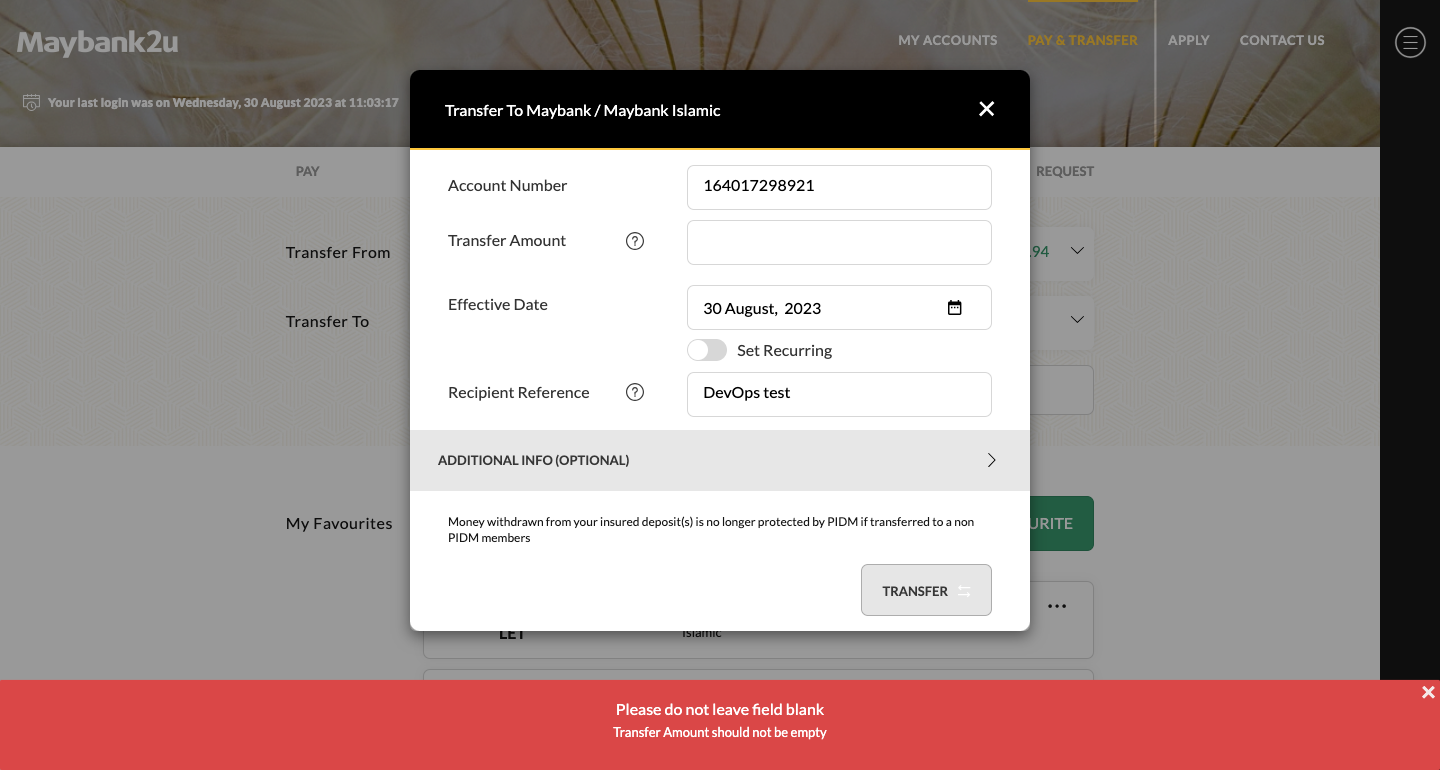 Maybank2u
MY ACCOUNTS
PAY & TRANSFER
APPLY
CONTACT US
Your last login was on Wednesday, 30 August 2023 at 11:03:17
Transfer To Maybank / Maybank Islamic
PAY
REQUEST
Account Number
164017298921
Transfer Amount
?
Transfer From
.94
Effective Date
30 August, 2023
Transfer To
Set Recurring
Recipient Reference
?
DevOps test
ADDITIONAL INFO (OPTIONAL)
My Favourites
URITE
Money withdrawn from your insured deposit(s) is no longer protected by PIDM if transferred to a non
PIDM members
TRANSFER
LET
Islamic
Please do not leave field blank
Transfer Amount should not be empty